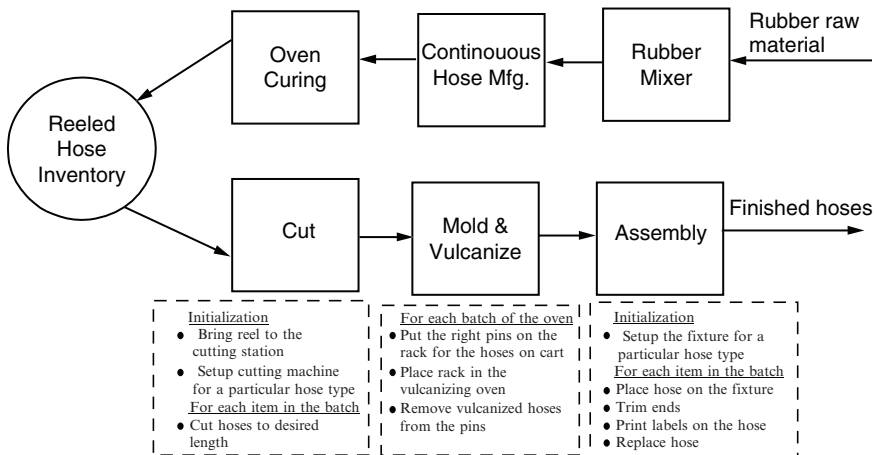 Oven
Curing
Continouous
Hose Mfg.
Rubber
Mixer
Rubber raw
material
Reeled
Hose
Inventory
Cut
Mold &
Vulcanize
Assembly
Finished hoses
Initialization
● Bring reel to the
cutting station
● Setup cutting machine
for a particular hose type
For each item in the batch
● Cut hoses to desired
length
For each batch of the oven
● Put the right pins on the
rack for the hoses on cart
● Place rack in the
vulcanizing oven
● Remove vulcanized hoses
from the pins
Initialization
● Setup the fixture for a
particular hose type
For each item in the batch
● Place hose on the fixture
● Trim ends
● Print labels on the hose
● Replace hose